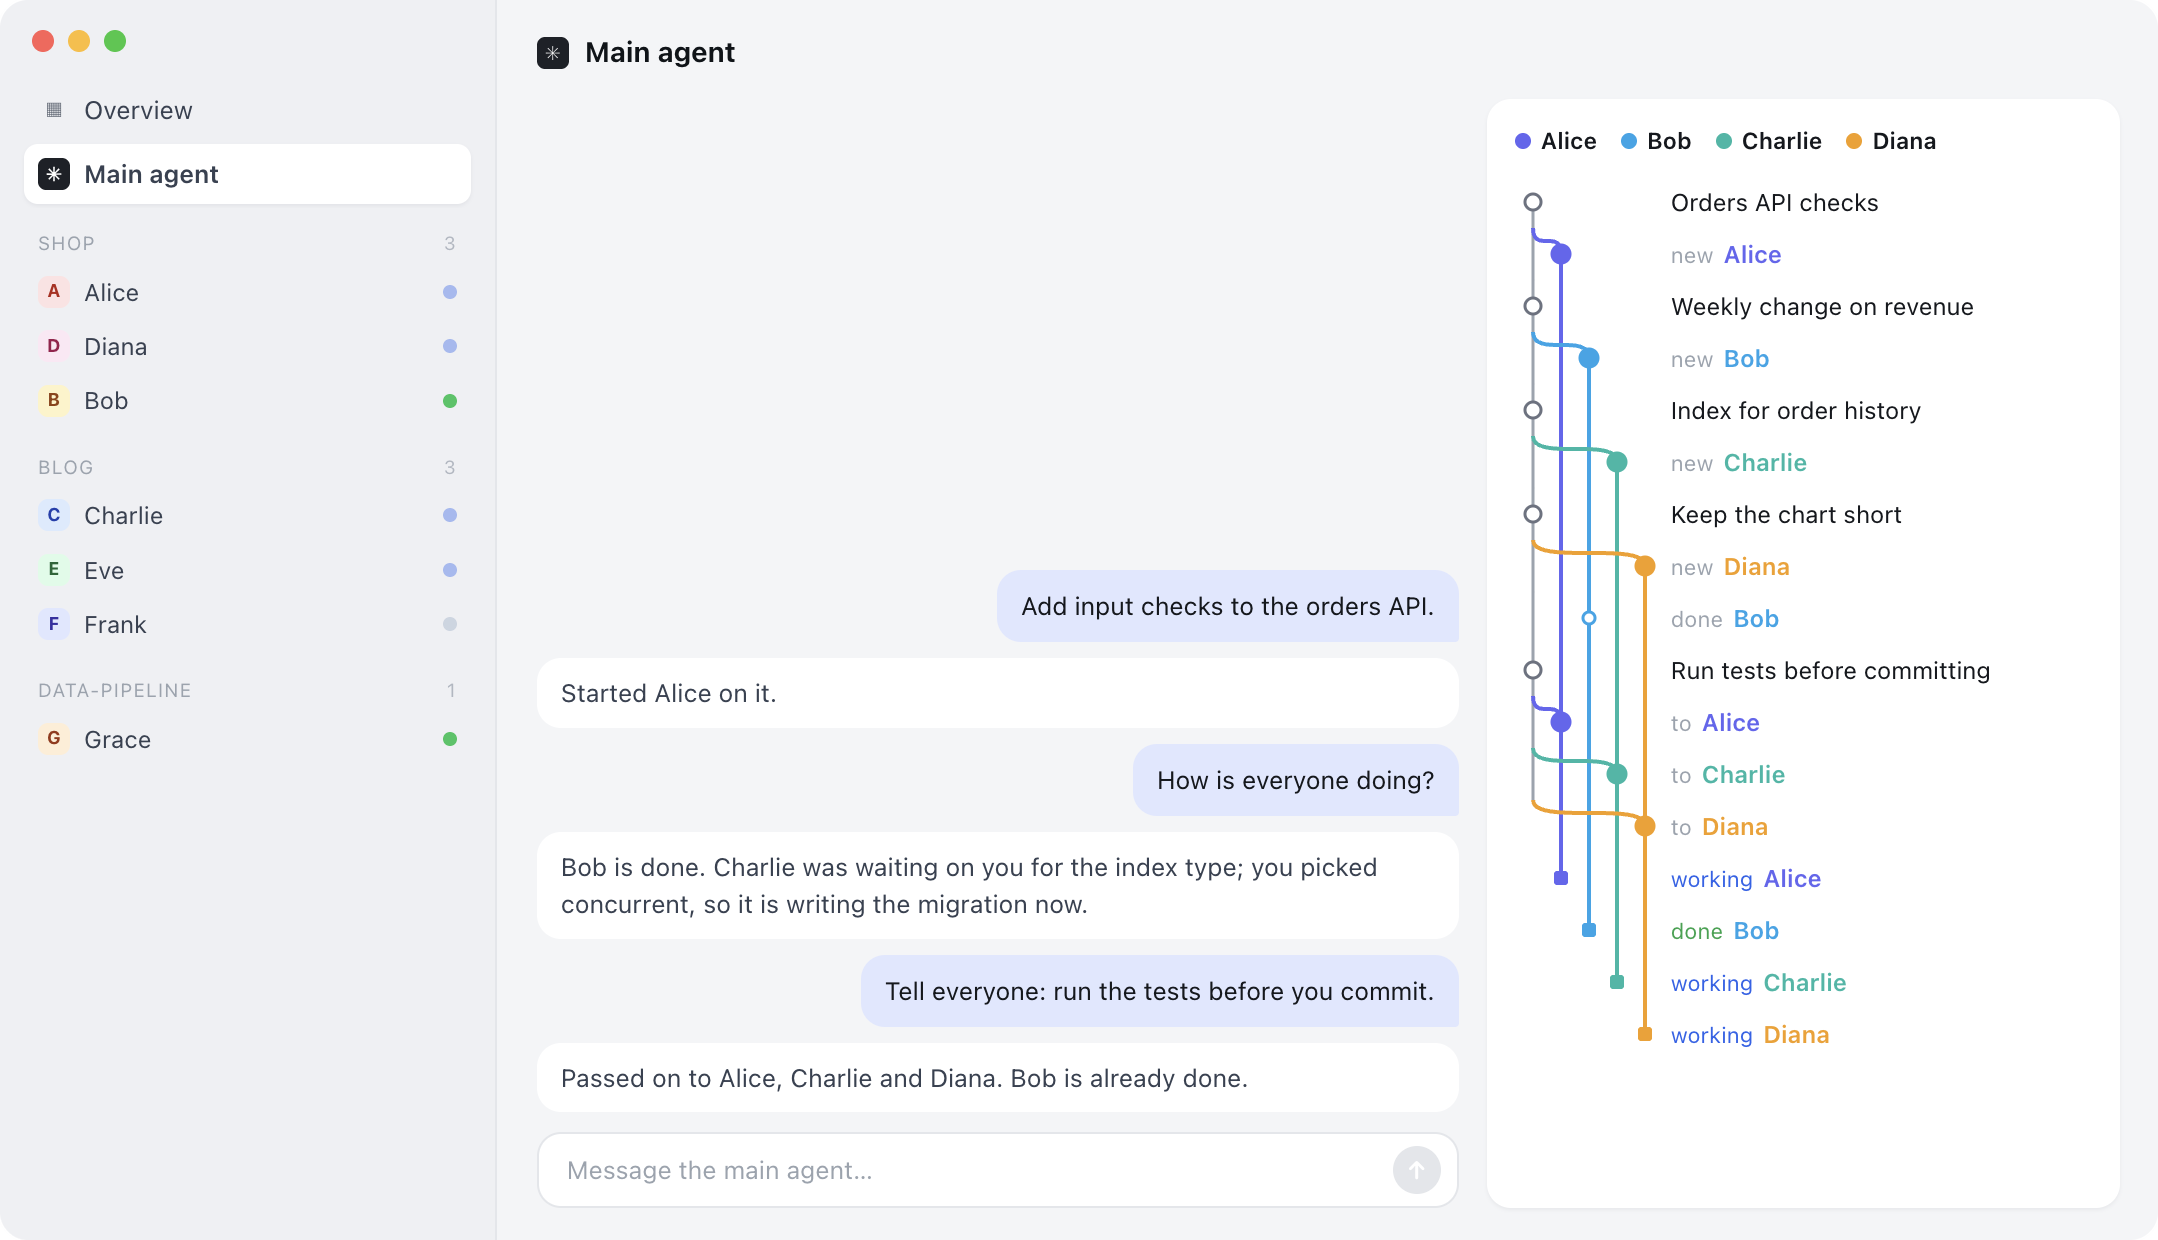 Overview
Main agent
SHOP 3
A Alice
D Diana
B Bob
BLOG 3
C Charlie
E Eve
F Frank
DATA-PIPELINE 1
G Grace
Main agent
Add input checks to the orders API.
Started Alice on it.
How is everyone doing?
Bob is done. Charlie was waiting on you for the index type; you picked
concurrent, so it is writing the migration now.
Tell everyone: run the tests before you commit.
Passed on to Alice, Charlie and Diana. Bob is already done.
Message the main agent...
Alice Bob Charlie Diana
Orders API checks
new Alice
Weekly change on revenue
new Bob
Index for order history
new Charlie
Keep the chart short
new Diana
done Bob
Run tests before committing
to Alice
to Charlie
to Diana
working Alice
done Bob
working Charlie
working Diana